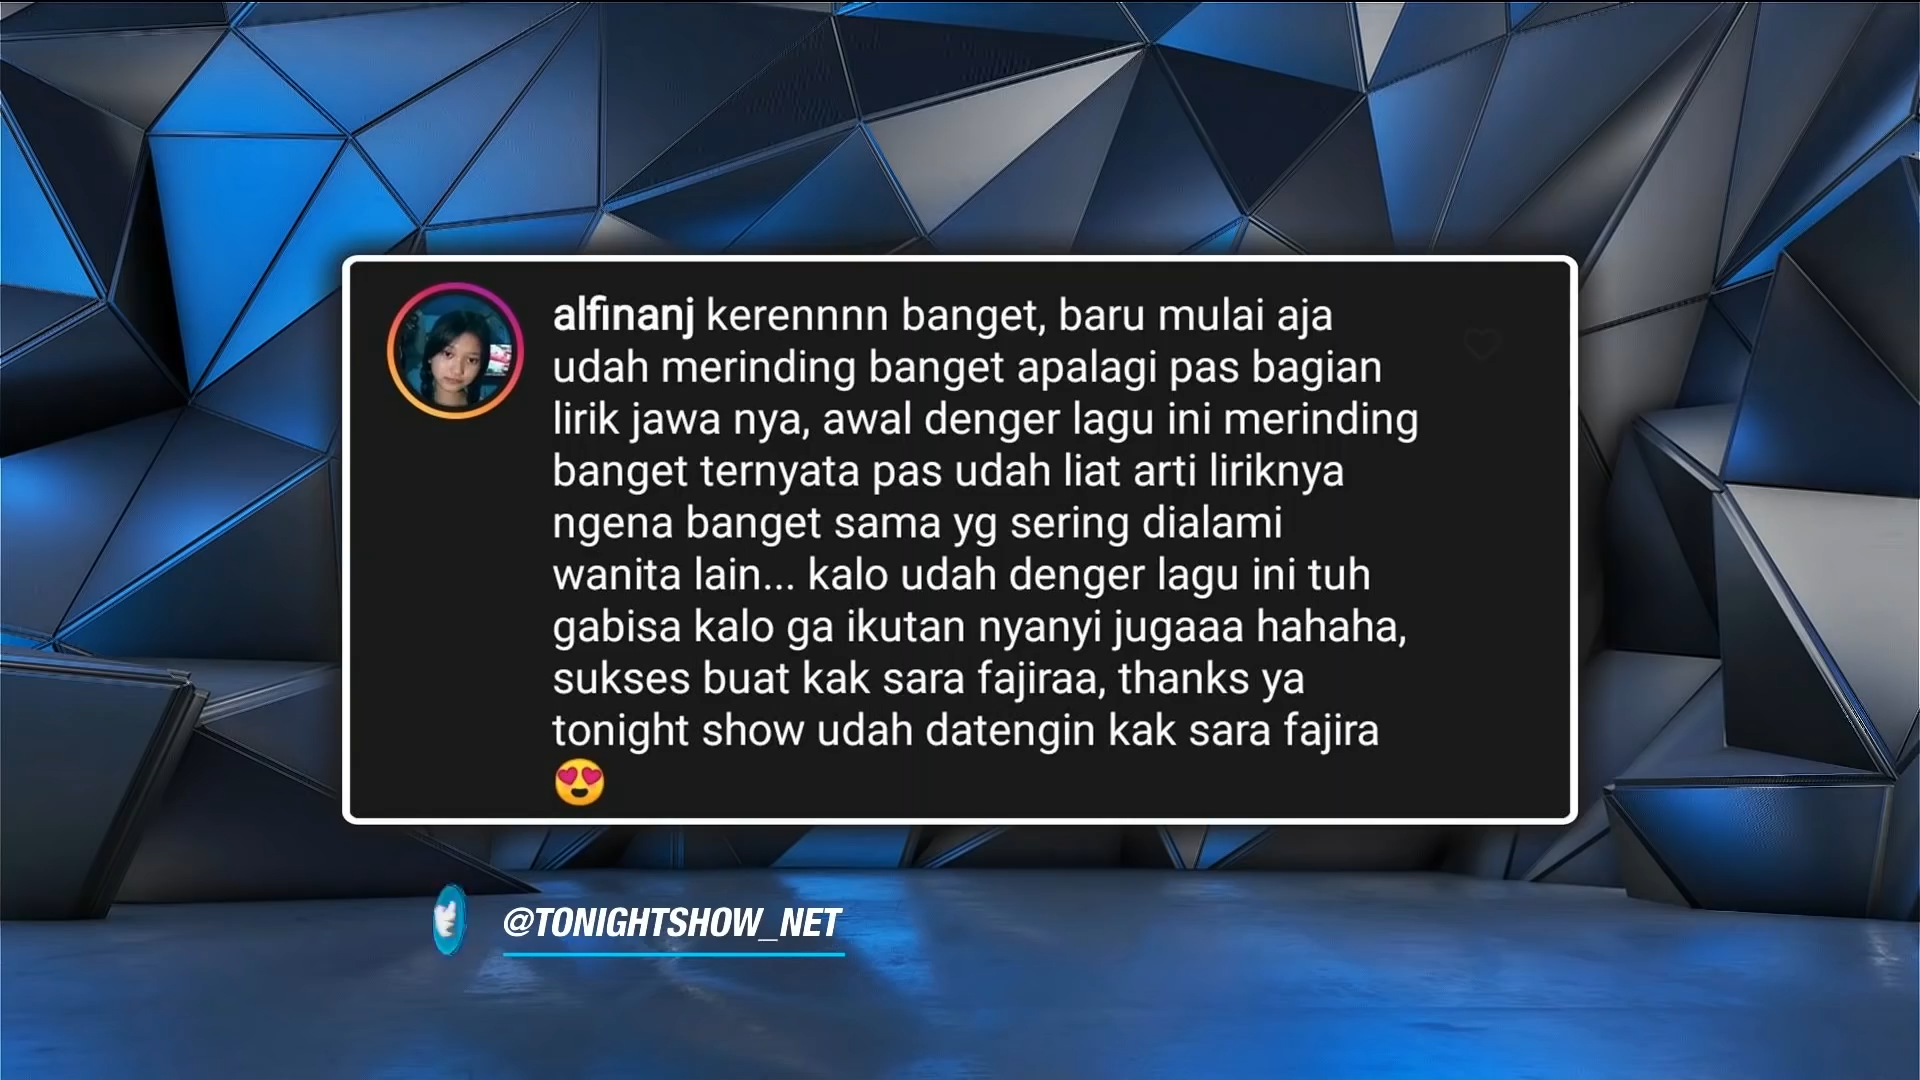 alfinanj kerennnn banget, baru mulai aja
udah merinding banget apalagi pas bagian
lirik jawa nya, awal denger lagu ini merinding
banget ternyata pas udah liat arti liriknya
ngena banget sama yg sering dialami
wanita lain... kalo udah denger lagu ini tuh
gabisa kalo ga ikutan nyanyi jugaaa hahaha,
sukses buat kak sara fajiraa, thanks ya
tonight show udah datengin kak sara fajira
😍
@TONIGHTSHOW_NET